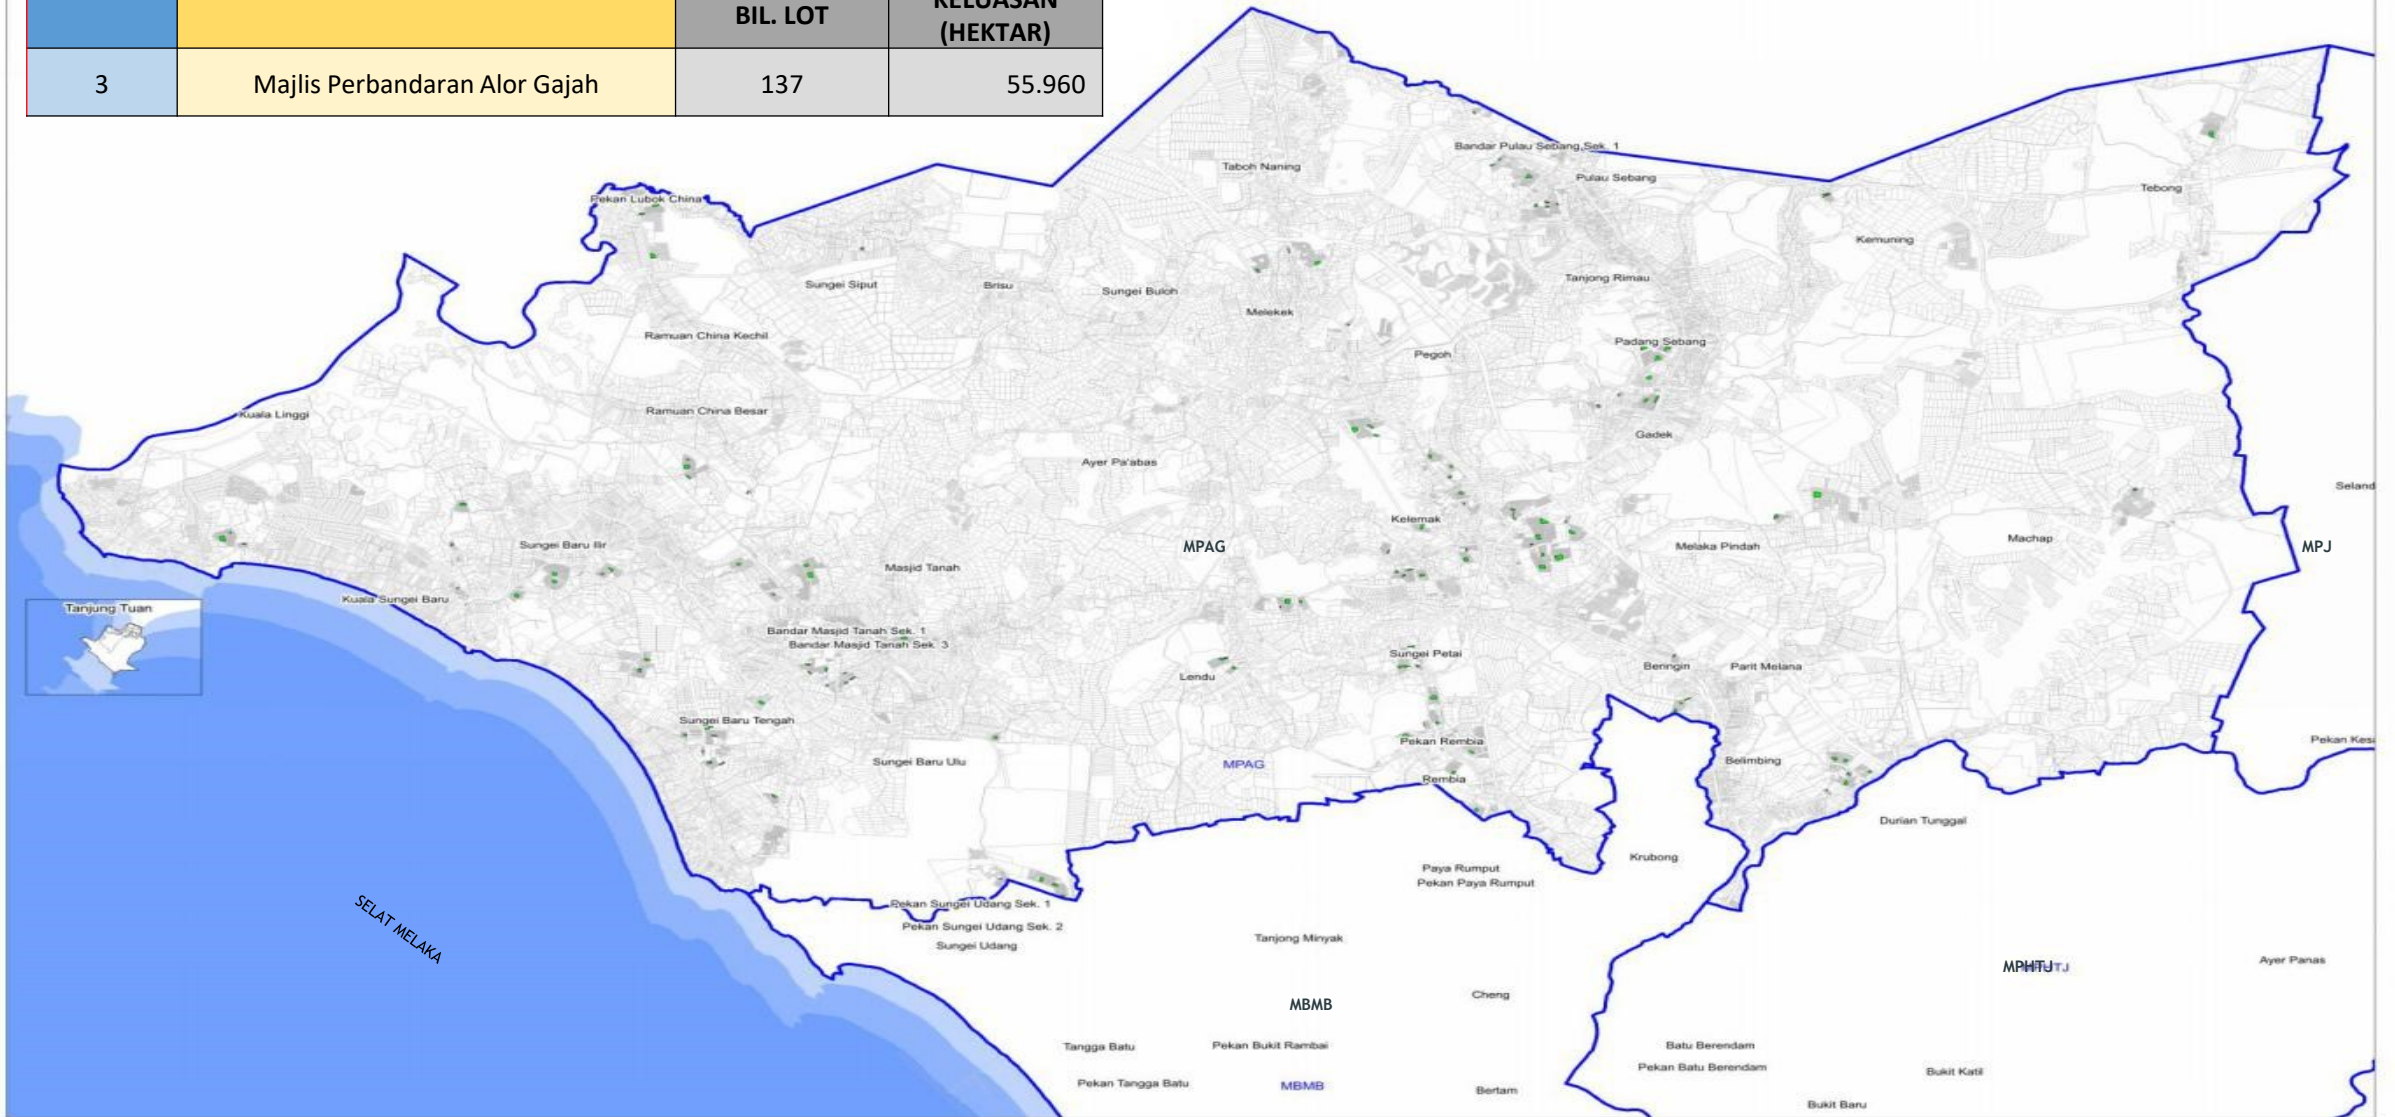 BIL. LOT
KELUASAN
(HEKTAR)
3
Majlis Perbandaran Alor Gajah
137
55.960
Bandar Pulau Sebang,Sek. 1
Taboh Naning
Pulau Sebang
Tebong
Pekan Lubok China
Kemuning
Tanjong Rimau
Sungei Siput
Brisu
Sungei Buloh
Melekek
Ramuan China Kechil
Padang Sebang
Pegoh
Ramuan China Besar
Kuala Linggi
Gadek
Ayer Pa'abas
Seland
Kelemak
Machap
Sungei Baru Ilir
MPAG
Melaka Pindah
MPJ
Masjid Tanah
Kuala Sungei Baru
Tanjung Tuan
Bandar Masjid Tanah Sek. 1
Bandar Masjid Tanah Sek. 3
Sungei Petai
Beringin
Parit Melana
Lendu
Sungei Baru Tengah
Pekan Rembia
Pekan Kes
Sungei Baru Ulu
MPAG
Belimbing
Rembia
Durian Tunggal
Krubong
Paya Rumput
Pekan Paya Rumput
Pekan Sungei Udang Sek. 1
Pekan Sungei Udang Sek. 2
Sungei Udang
SELAT MELAKA
Tanjong Minyak
Ayer Panas
MPHTJ
MPHTJ
Cheng
MBMB
Tangga Batu
Pekan Bukit Rambai
Batu Berendam
Pekan Batu Berendam
Bukit Katil
Pekan Tangga Batu
MBMB
Bertam
Bukit Baru